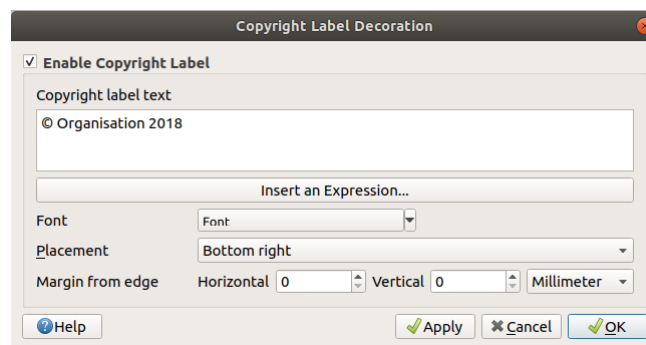 Copyright Label Decoration
Enable Copyright Label
Copyright label text
© Organisation 2018
Insert an Expression...
Font Font
Placement Bottom right
Margin from edge Horizontal 0 Vertical 0 Millimeter
Help Apply Cancel OK